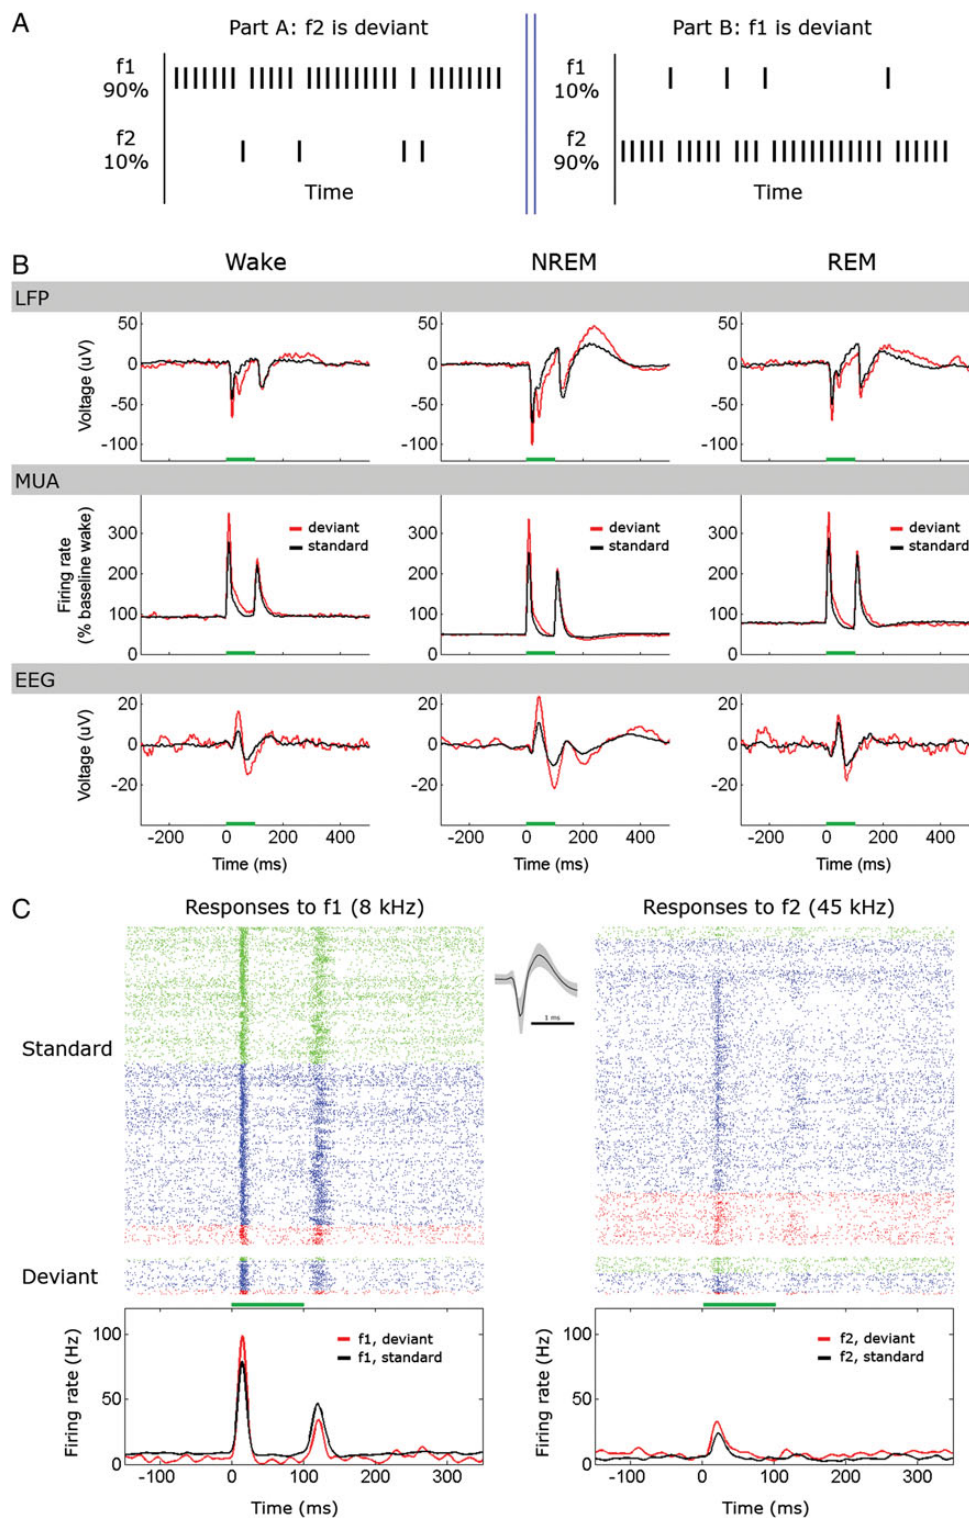 A
Part A: f2 is deviant
Part B: f1 is deviant
f1
90%
f2
10%
Time
f1
10%
f2
90%
Time
B
Wake
NREM
REM
LFP
Voltage (uV)
50
0
-50
-100
50
0
-50
-100
50
0
-50
-100
MUA
Firing rate
(% baseline wake)
300
200
100
0
deviant
standard
300
200
100
0
deviant
standard
300
200
100
0
deviant
standard
EEG
Voltage (uV)
20
0
-20
20
0
-20
20
0
-20
-200 0 200 400
-200 0 200 400
-200 0 200 400
Time (ms)
Time (ms)
Time (ms)
C
Responses to f1 (8 kHz)
Responses to f2 (45 kHz)
1 ms
Standard
Deviant
Firing rate (Hz)
100
50
0
f1, deviant
f1, standard
-100 0 100 200 300
Time (ms)
Firing rate (Hz)
100
50
0
f2, deviant
f2, standard
-100 0 100 200 300
Time (ms)